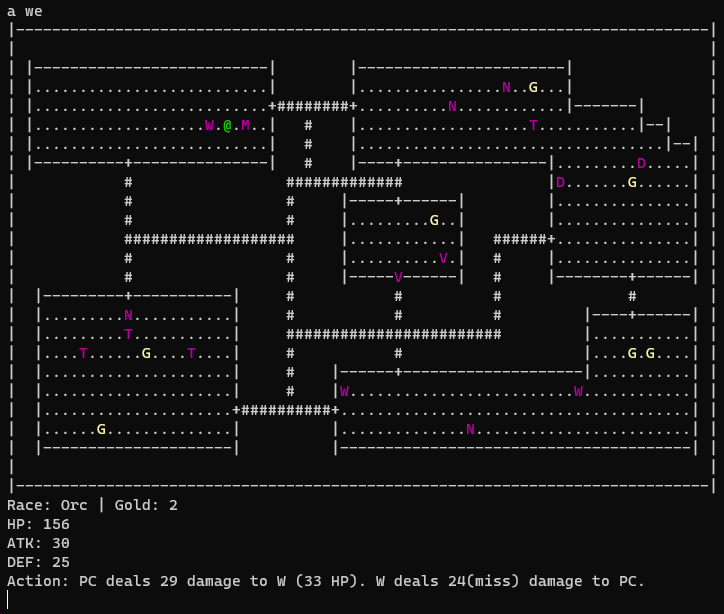 a we
|-----------------------------------------------------------------------------|
|                                                                             |
| |--------------------------|        |-----------------------|               |
| |..........................|        |................N..G...|               |
| |..........................+########+..........N............|-------|       |
| |...................W.@.M..|   #    |...................T...........|--|    |
| |..........................|   #    |..................................|--| |
| |----------+---------------|   #    |----+----------------|.........D.....| |
|            #                 #############                |D.......G......| |
|            #                 #     |-----+------|         |...............| |
|            #                 #     |.........G..|         |...............| |
|            ###################     |............|   ######+...............| |
|            #                 #     |..........V.|   #     |...............| |
|            #                 #     |-----V------|   #     |--------+------| |
|  |---------+-----------|     #           #          #              #        |
|  |.........N...........|     #           #          #         |----+------| |
|  |.........T...........|     ########################         |...........| |
|  |....T......G....T....|     #           #                    |....G.G....| |
|  |.....................|     #    |------+--------------------|...........| |
|  |.....................|     #    |W.........................W............| |
|  |.....................+##########+.......................................| |
|  |......G..............|          |..............N........................| |
|  |---------------------|          |---------------------------------------| |
|                                                                             |
|-----------------------------------------------------------------------------|
Race: Orc | Gold: 2
HP: 156
ATK: 30
DEF: 25
Action: PC deals 29 damage to W (33 HP). W deals 24(miss) damage to PC.